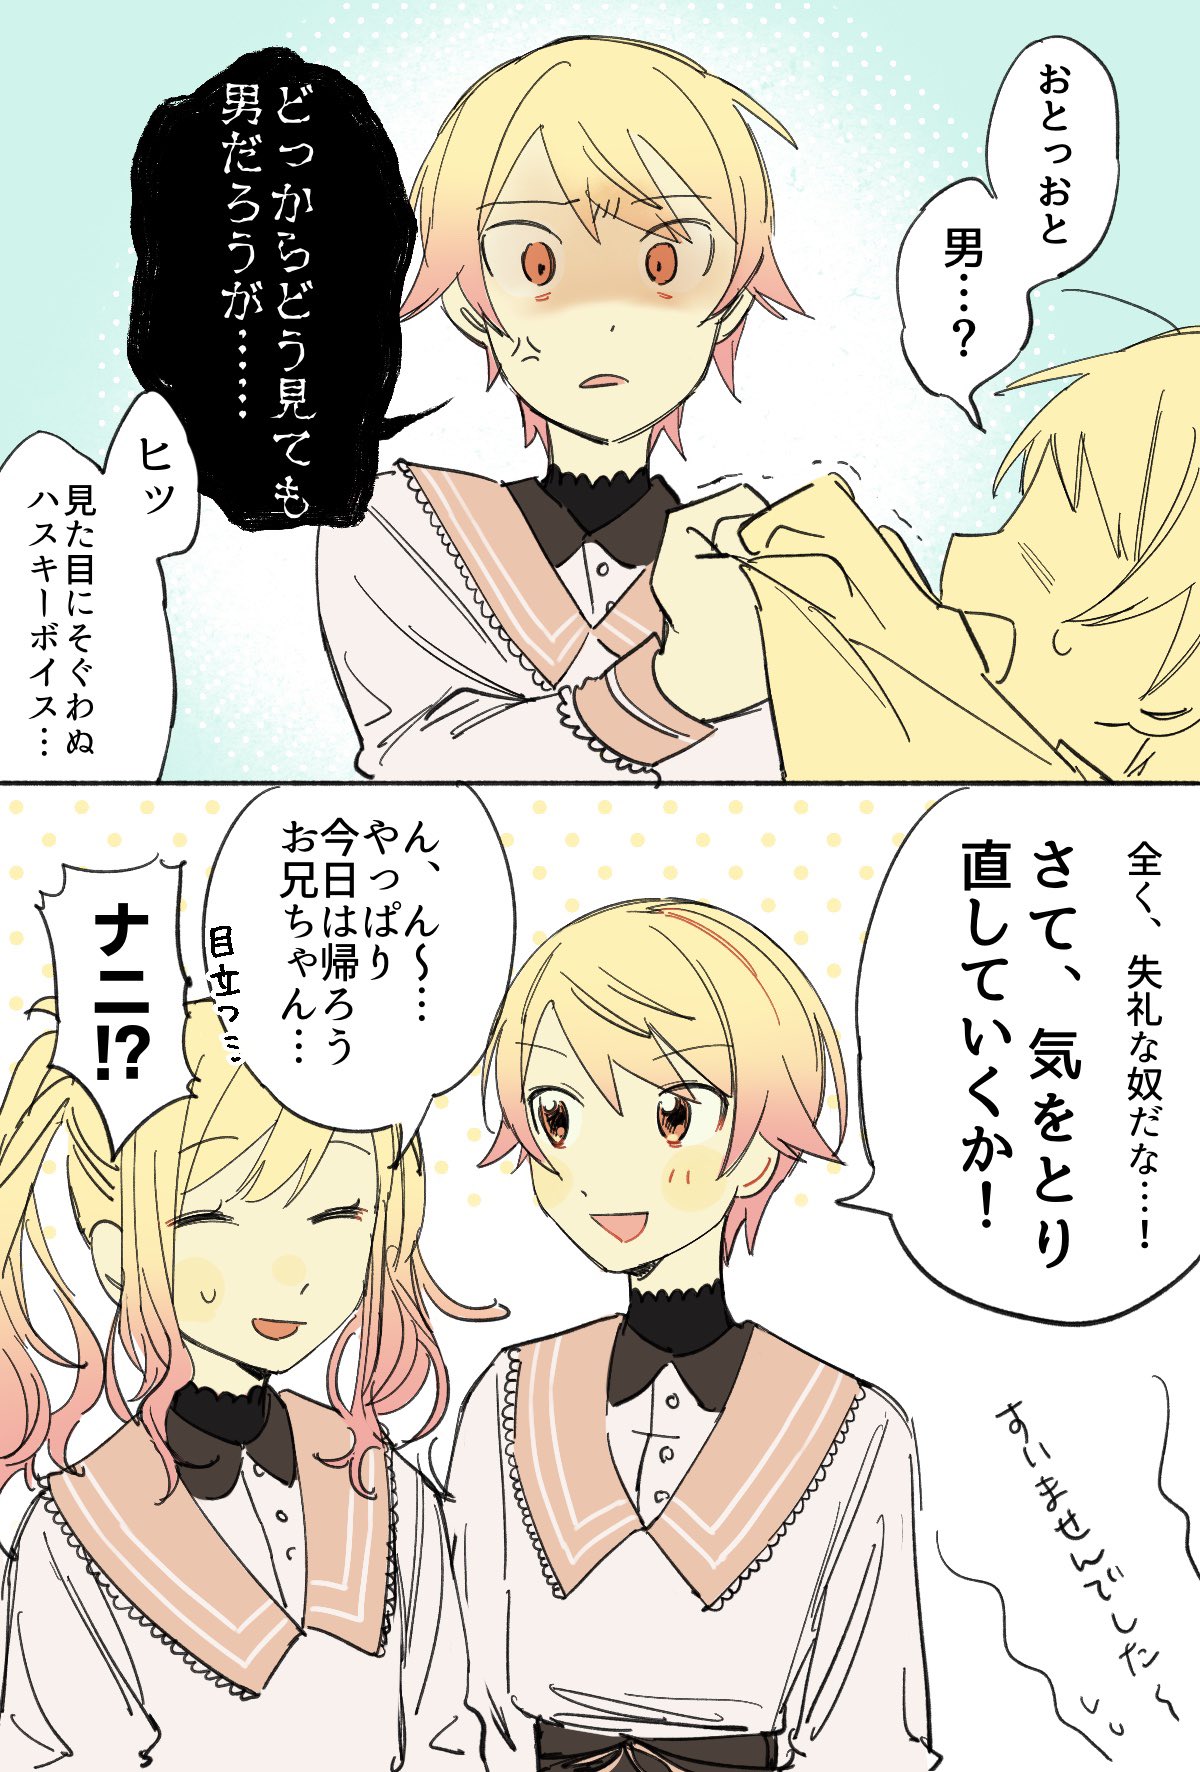 おとっおと
男…？
どっからどう見ても
男だろうが……
ヒッ
見た目にそぐわぬ
ハスキーボイス…
全く、失礼な奴だな…！
さて、気をとり
直していくか！
ん、ん〜…
やっぱり
今日は帰ろう
お兄ちゃん…
目立つ…
ナニ!?
すいませんでした〜